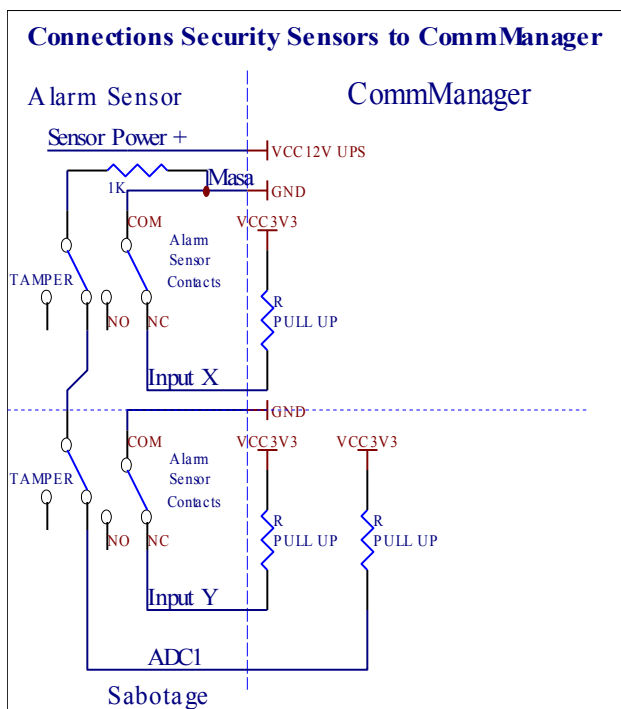 Connections Security Sensors to CommManager
Alarm Sensor
CommManager
Sensor Power +
VCC12V UPS
1K
Masa
GND
COM
VCC3V3
Alarm
Sensor
Contacts
TAMPER
NO
NC
R
PULL UP
Input X
GND
COM
VCC3V3
VCC3V3
Alarm
Sensor
Contacts
TAMPER
NO
NC
R
PULL UP
R
PULL UP
Input Y
ADC1
Sabotage